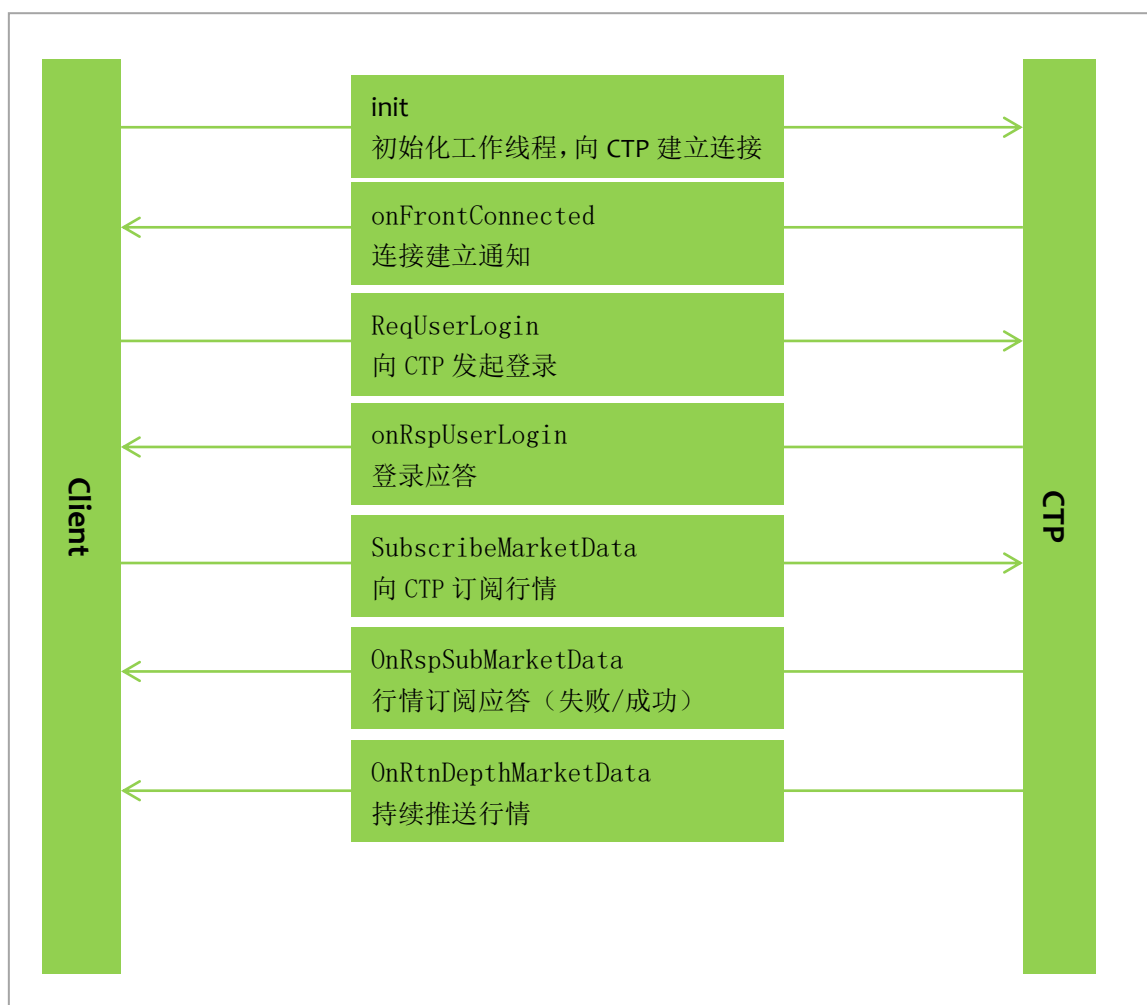 init
初始化工作线程，向 CTP 建立连接
onFrontConnected
连接建立通知
ReqUserLogin
向 CTP 发起登录
onRspUserLogin
登录应答
Client
CTP
SubscribeMarketData
向 CTP 订阅行情
OnRspSubMarketData
行情订阅应答（失败/成功）
OnRtnDepthMarketData
持续推送行情